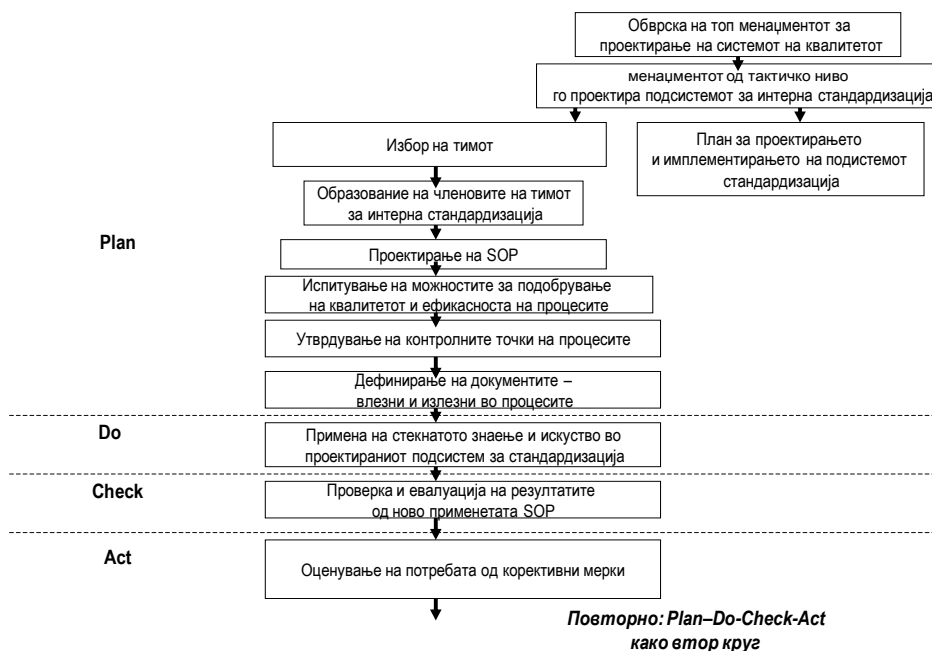 Обврска на топ менаџментот за
проектирање на системот на квалитетот
менаџментот од тактичко ниво
го проектира подсистемот за интерна стандардизација
Избор на тимот
План за проектирањето
и имплементирањето на подистемот
стандардизација
Образование на членовите на тимот
за интерна стандардизација
Plan
Проектирање на SOP
Испитување на можностите за подобрување
на квалитетот и ефикасноста на процесите
Утврдување на контролните точки на процесите
Дефинирање на документите –
влезни и излезни во процесите
Do
Примена на стекнатото знаење и искуство во
проектираниот подсистем за стандардизација
Check
Проверка и евалуација на резултатите
од ново применетата SOP
Act
Оценување на потребата од корективни мерки
Повторно: Plan–Do-Check-Act
како втор круг